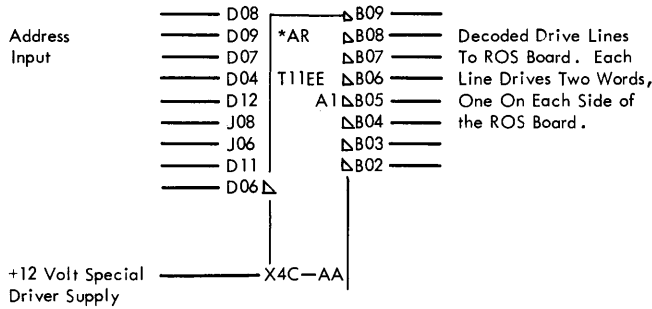 D08 B09
Address D09 *AR B08 Decoded Drive Lines
Input D07 B07 To ROS Board. Each
D04 T11EE B06 Line Drives Two Words,
D12 A1 B05 One On Each Side of
J08 B04 the ROS Board.
J06 B03
D11 B02
D06
+12 Volt Special X4C—AA
Driver Supply